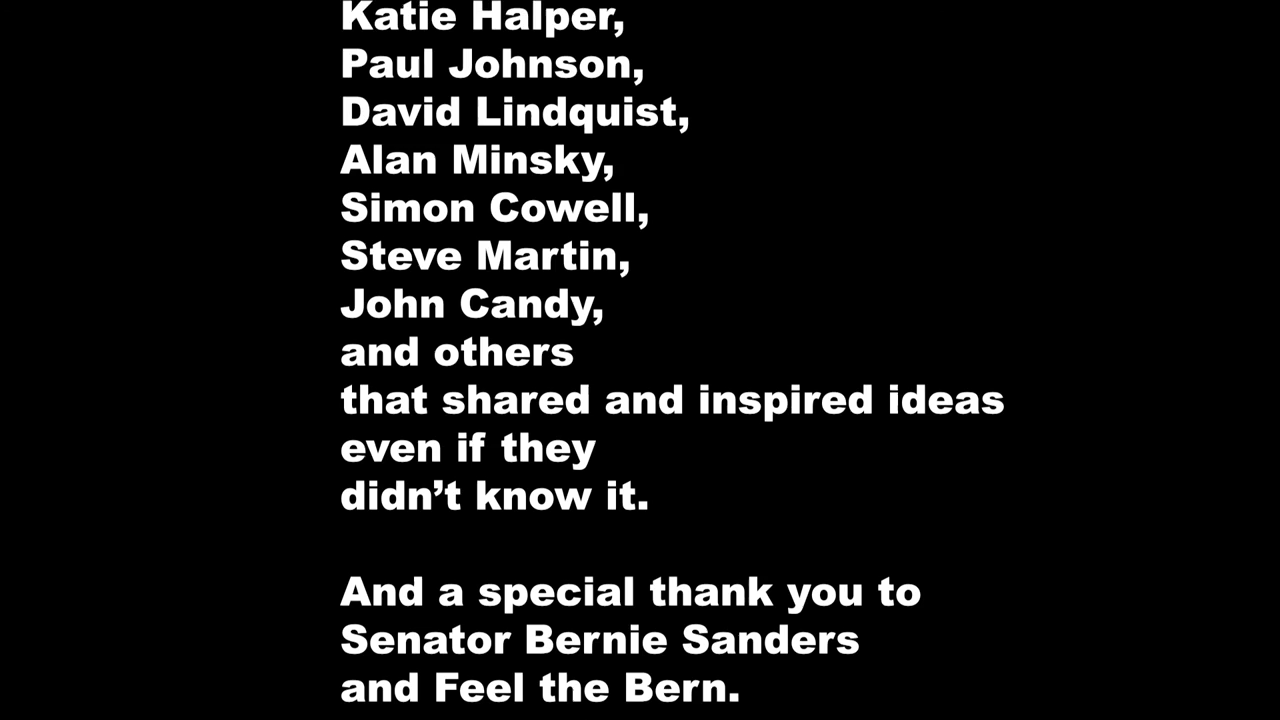 Katie Halper,
Paul Johnson,
David Lindquist,
Alan Minsky,
Simon Cowell,
Steve Martin,
John Candy,
and others
that shared and inspired ideas
even if they
didn’t know it.
And a special thank you to
Senator Bernie Sanders
and Feel the Bern.